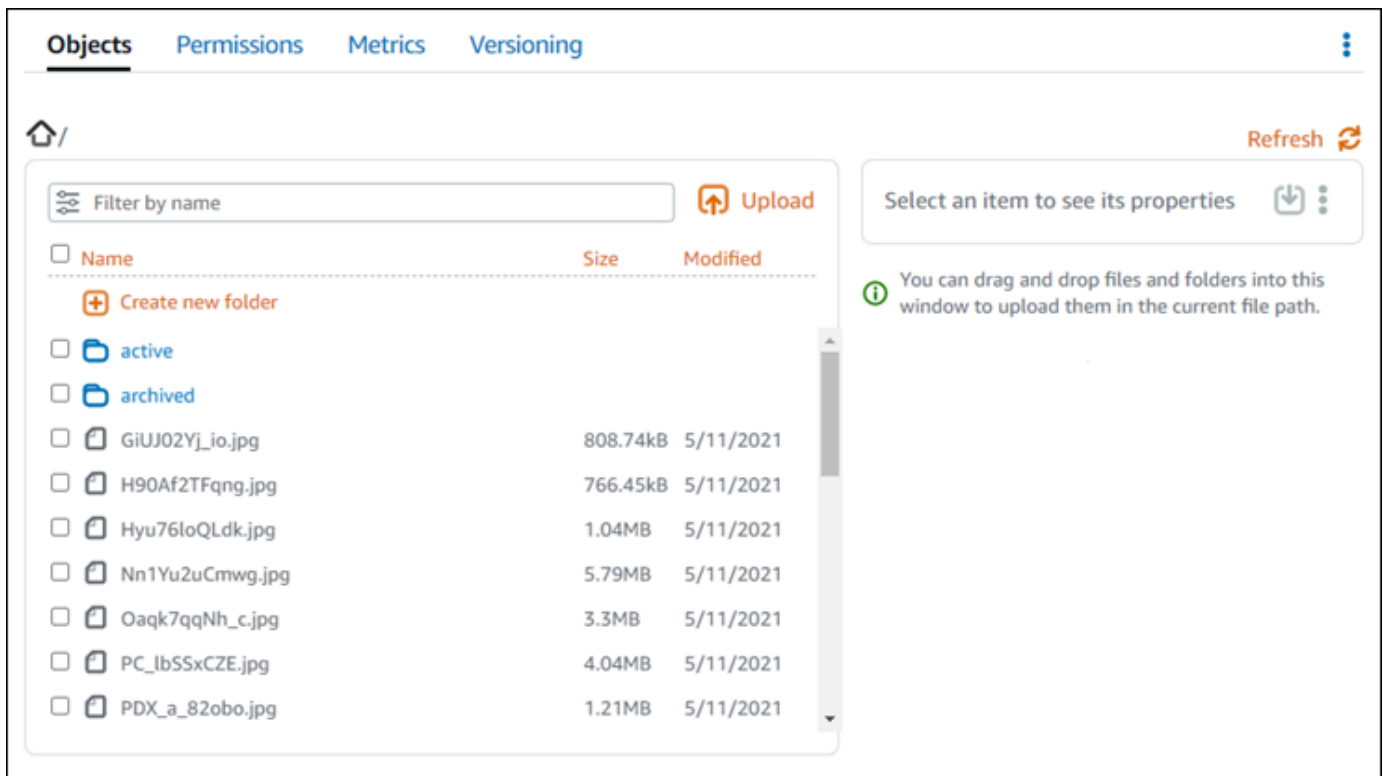 Objects Permissions Metrics Versioning
/
Refresh
Filter by name
Upload
Select an item to see its properties
Name Size Modified
You can drag and drop files and folders into this
window to upload them in the current file path.
Create new folder
active
archived
GiUJ02Yj_io.jpg 808.74kB 5/11/2021
H90Af2TFqng.jpg 766.45kB 5/11/2021
Hyu76loQLdk.jpg 1.04MB 5/11/2021
Nn1Yu2uCmwg.jpg 5.79MB 5/11/2021
Oaqk7qqNh_c.jpg 3.3MB 5/11/2021
PC_lbSSxCZE.jpg 4.04MB 5/11/2021
PDX_a_82obo.jpg 1.21MB 5/11/2021